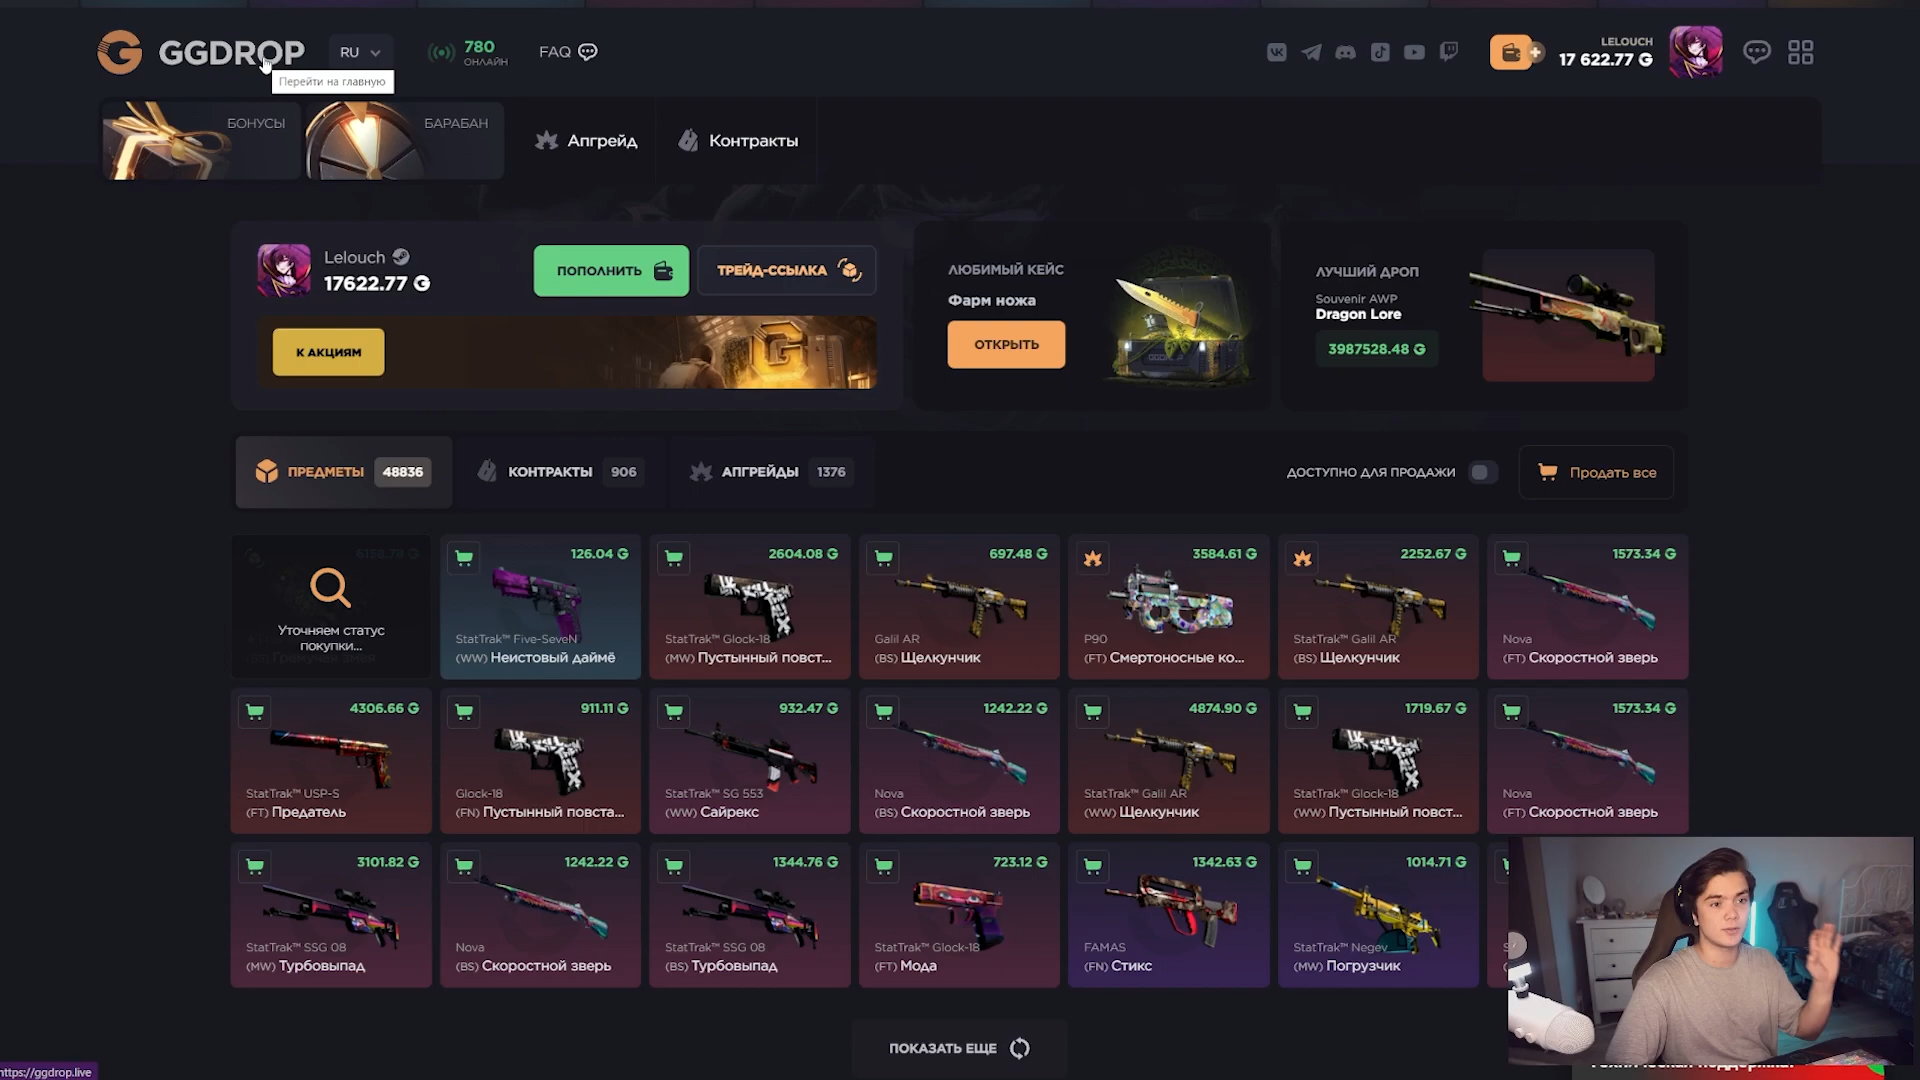 GGDROP
RU
780
ОНЛАЙН
FAQ
LELOUCH
17 622.77 G
Перейти на главную
БОНУСЫ
БАРАБАН
Апгрейд
Контракты
Lelouch
17622.77 G
ПОПОЛНИТЬ
ТРЕЙД-ССЫЛКА
К АКЦИЯМ
ЛЮБИМЫЙ КЕЙС
Фарм ножа
ОТКРЫТЬ
ЛУЧШИЙ ДРОП
Souvenir AWP
Dragon Lore
3987528.48 G
ПРЕДМЕТЫ 48836
КОНТРАКТЫ 906
АПГРЕЙДЫ 1376
ДОСТУПНО ДЛЯ ПРОДАЖИ
Продать все
Уточняем статус
покупки...
126.04 G
StatTrak™ Five-SeveN
(WW) Неистовый даймё
2604.08 G
StatTrak™ Glock-18
(MW) Пустынный повст...
697.48 G
Galil AR
(BS) Щелкунчик
3584.61 G
P90
(FT) Смертоносные ко...
2252.67 G
StatTrak™ Galil AR
(BS) Щелкунчик
1573.34 G
Nova
(FT) Скоростной зверь
4306.66 G
StatTrak™ USP-S
(FT) Предатель
911.11 G
Glock-18
(FN) Пустынный повста...
932.47 G
StatTrak™ SG 553
(WW) Сайрекс
1242.22 G
Nova
(BS) Скоростной зверь
4874.90 G
StatTrak™ Galil AR
(WW) Щелкунчик
1719.67 G
StatTrak™ Glock-18
(WW) Пустынный повст...
1573.34 G
Nova
(FT) Скоростной зверь
3101.82 G
StatTrak™ SSG 08
(MW) Турбовыпад
1242.22 G
Nova
(BS) Скоростной зверь
1344.76 G
StatTrak™ SSG 08
(BS) Турбовыпад
723.12 G
StatTrak™ Glock-18
(FT) Мода
1342.63 G
FAMAS
(FN) Стикс
1014.71 G
StatTrak™ Negev
(MW) Погрузчик
ПОКАЗАТЬ ЕЩЕ
https://ggdrop.live